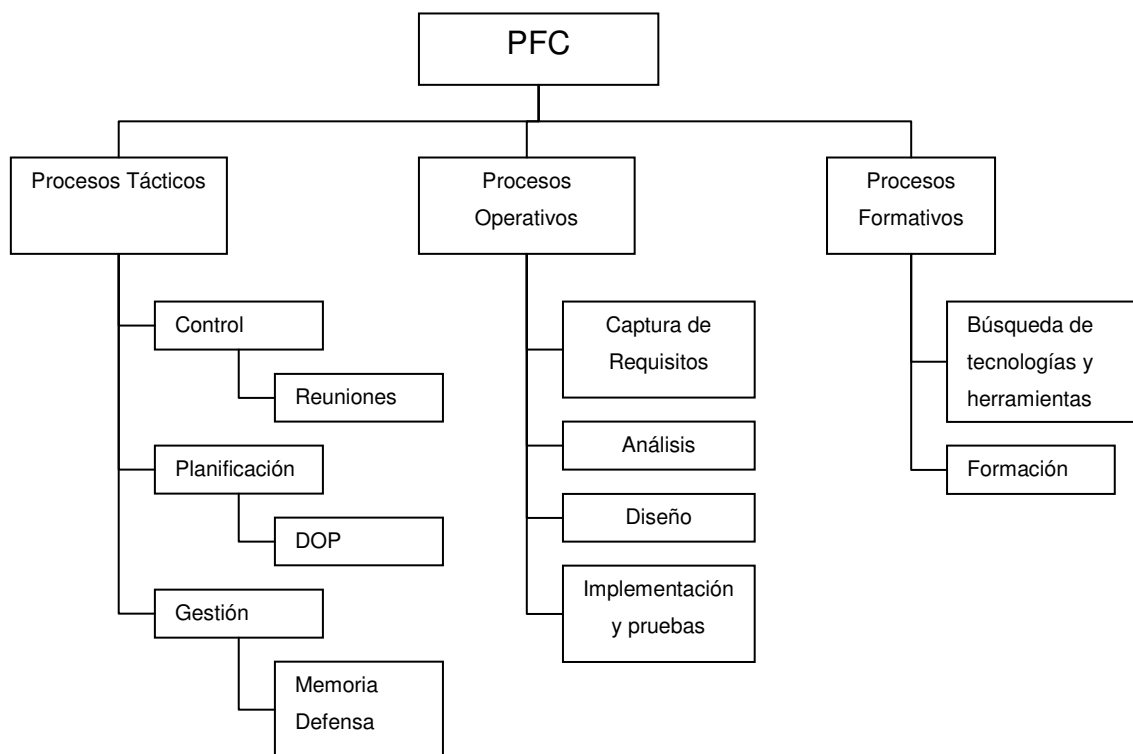 PFC
Procesos Tácticos
Procesos
Operativos
Procesos
Formativos
Control
Reuniones
Planificación
DOP
Gestión
Memoria
Defensa
Captura de
Requisitos
Análisis
Diseño
Implementación
y pruebas
Búsqueda de
tecnologías y
herramientas
Formación